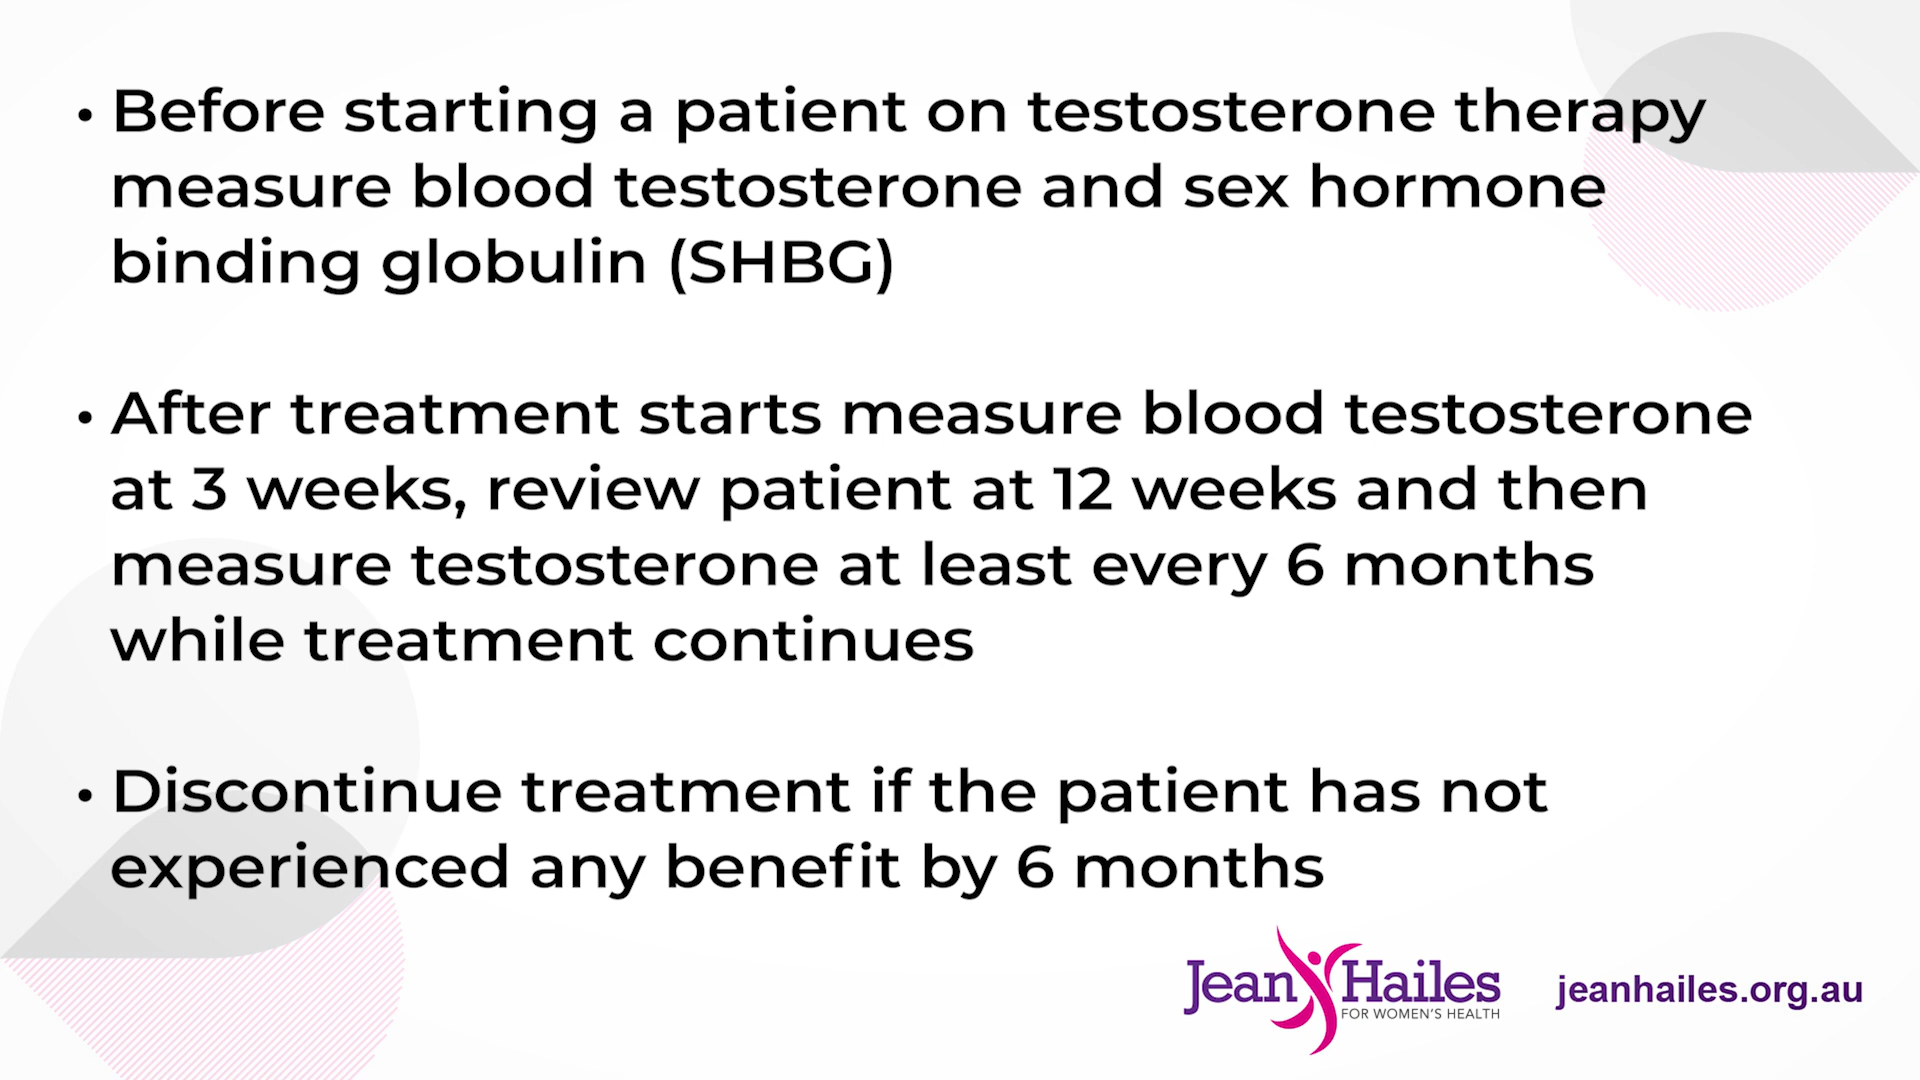 • Before starting a patient on testosterone therapy
measure blood testosterone and sex hormone
binding globulin (SHBG)
• After treatment starts measure blood testosterone
at 3 weeks, review patient at 12 weeks and then
measure testosterone at least every 6 months
while treatment continues
• Discontinue treatment if the patient has not
experienced any benefit by 6 months
Jean Hailes
FOR WOMEN'S HEALTH
jeanhailes.org.au